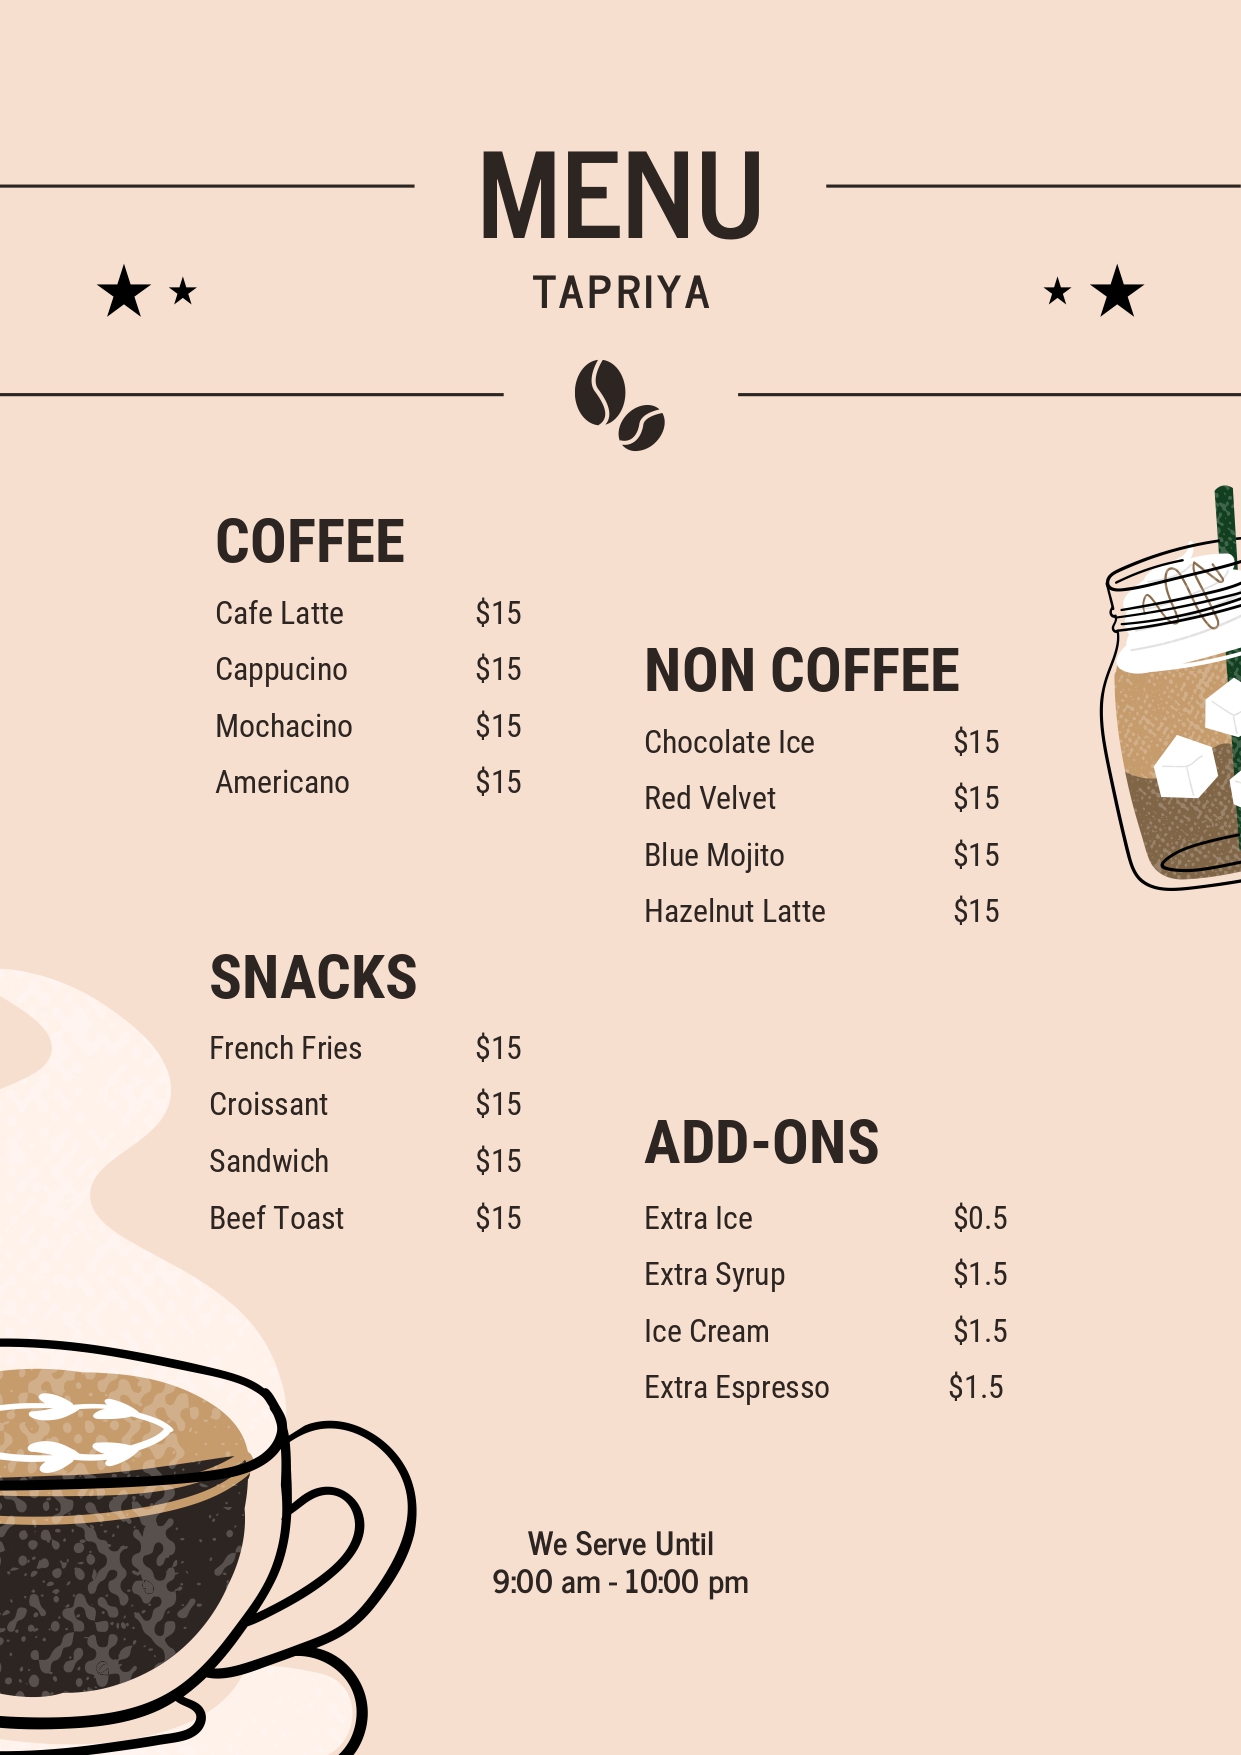 MENU
TAPRIYA
COFFEE
Cafe Latte $15
Cappucino $15
Mochacino $15
Americano $15
NON COFFEE
Chocolate Ice $15
Red Velvet $15
Blue Mojito $15
Hazelnut Latte $15
SNACKS
French Fries $15
Croissant $15
Sandwich $15
Beef Toast $15
ADD-ONS
Extra Ice $0.5
Extra Syrup $1.5
Ice Cream $1.5
Extra Espresso $1.5
We Serve Until
9:00 am - 10:00 pm